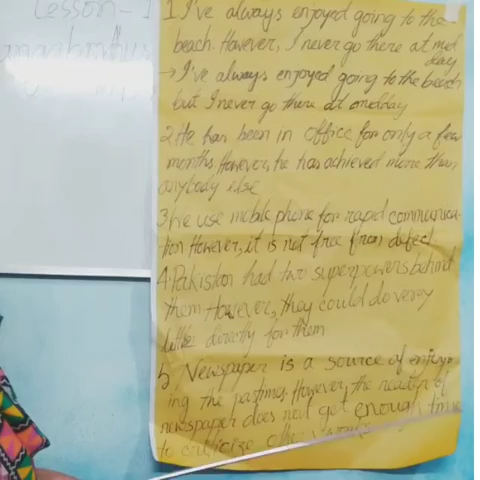 Lesson-1
1 I've always enjoyed going to the
beach. However, I never go there at mid
day
→ I've always enjoyed going to the beach
but I never go there at midday
2. He has been in office for only a few
months However, he has achieved more than
anybody else
3. We use mobile phone for rapid communica-
tion However, it is not free from defect
4. Pakistan had two superpowers behind
them However, they could do very
little directly for them
5 Newspaper is a source of enjoy-
ing the pastimes. However, the reader of
newspaper does not get enough time
to criticize other's